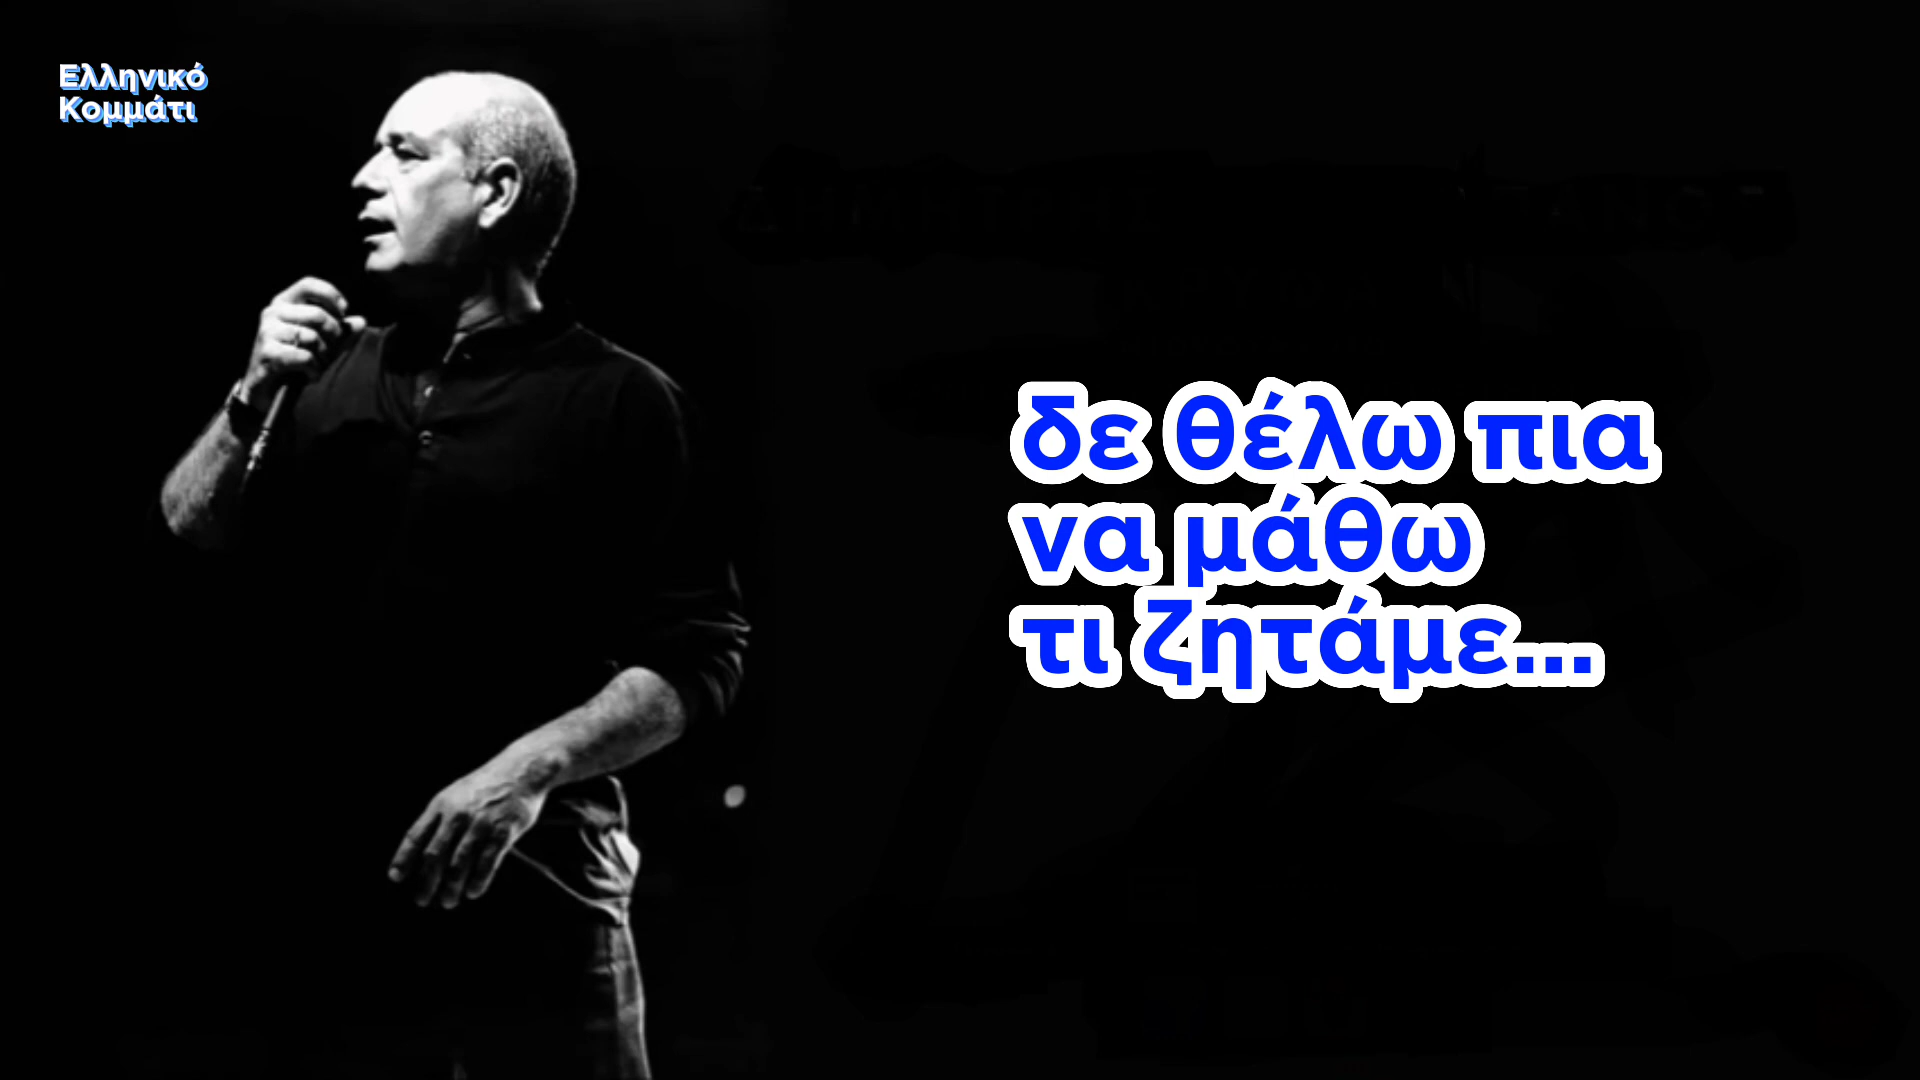 Ελληνικό
Κομμάτι
δε θέλω πια
να μάθω
τι ζητάμε...